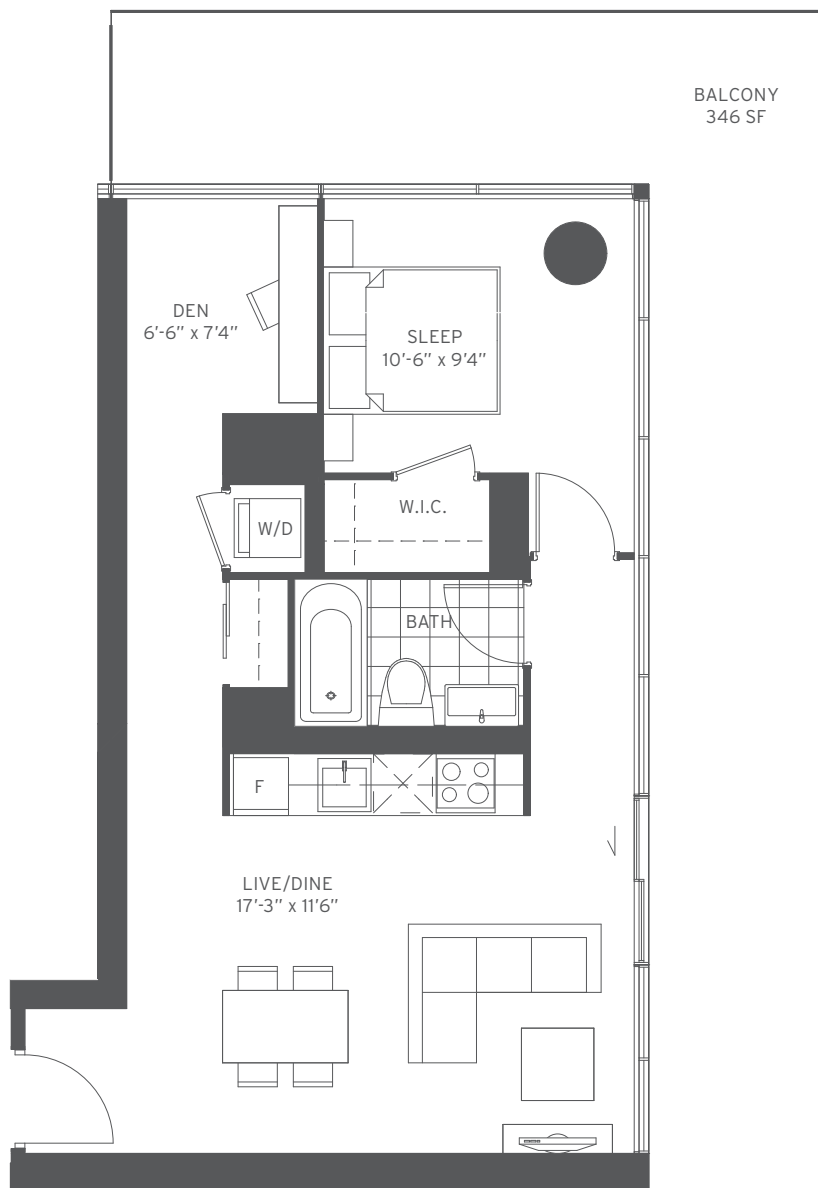 BALCONY
346 SF
DEN
6'-6" x 7'4"
SLEEP
10'-6" x 9'4"
W.I.C.
W/D
BATH
F
LIVE/DINE
17'-3" x 11'6"